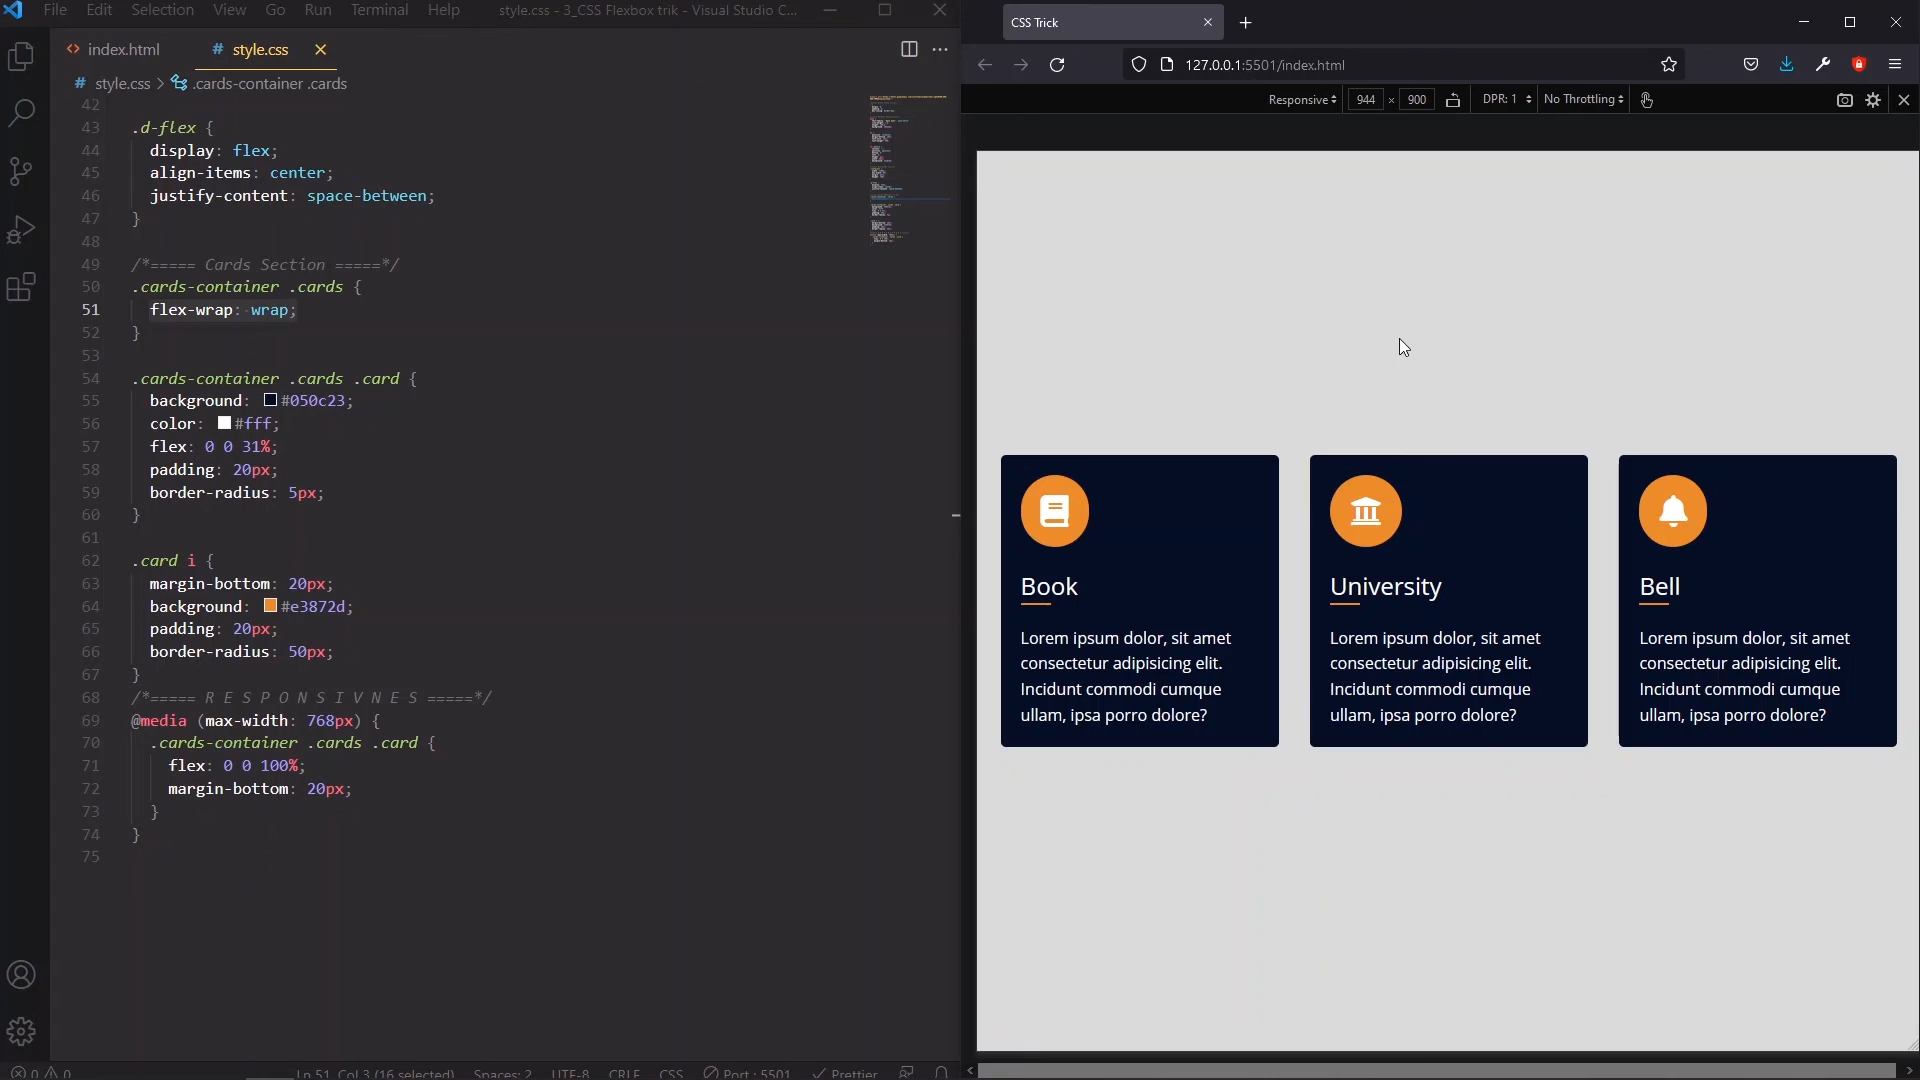 File Edit Selection View Go Run Terminal Help style.css - 3_CSS Flexbox trik - Visual Studio C...
index.html
# style.css
# style.css > .cards-container .cards
42
43 .d-flex {
44 display: flex;
45 align-items: center;
46 justify-content: space-between;
47 }
48
49 /*===== Cards Section =====*/
50 .cards-container .cards {
51 flex-wrap: wrap;
52 }
53
54 .cards-container .cards .card {
55 background: #050c23;
56 color: #fff;
57 flex: 0 0 31%;
58 padding: 20px;
59 border-radius: 5px;
60 }
61
62 .card i {
63 margin-bottom: 20px;
64 background: #e3872d;
65 padding: 20px;
66 border-radius: 50px;
67 }
68 /*===== R E S P O N S I V N E S =====*/
69 @media (max-width: 768px) {
70 .cards-container .cards .card {
71 flex: 0 0 100%;
72 margin-bottom: 20px;
73 }
74 }
75
0 0 Ln 51, Col 3 (16 selected) Spaces: 2 UTF-8 CRLF CSS Port : 5501 Prettier
CSS Trick
127.0.0.1:5501/index.html
Responsive 944 × 900 DPR: 1 No Throttling
Book
Lorem ipsum dolor, sit amet
consectetur adipisicing elit.
Incidunt commodi cumque
ullam, ipsa porro dolore?
University
Lorem ipsum dolor, sit amet
consectetur adipisicing elit.
Incidunt commodi cumque
ullam, ipsa porro dolore?
Bell
Lorem ipsum dolor, sit amet
consectetur adipisicing elit.
Incidunt commodi cumque
ullam, ipsa porro dolore?